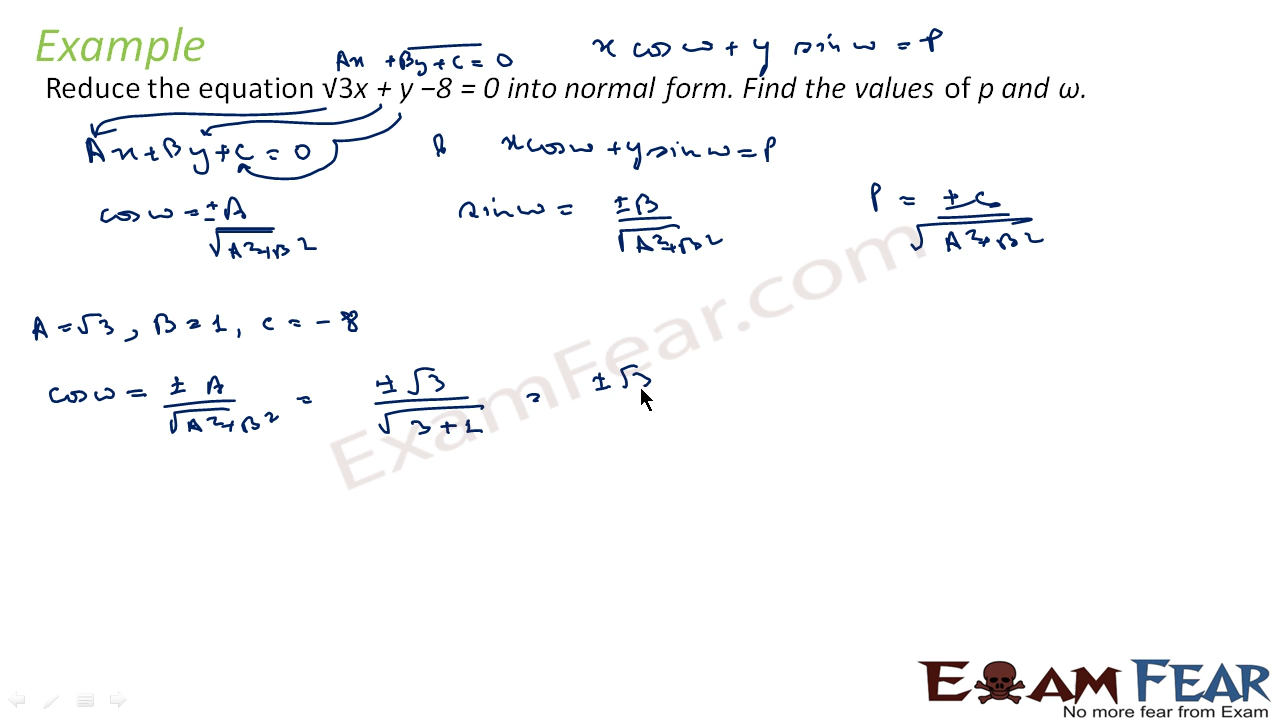 Example
Ax + By + C = 0
x cos ω + y sin ω = P
Reduce the equation √3x + y −8 = 0 into normal form. Find the values of p and ω.
Ax + By + C = 0
x cos ω + y sin ω = P
cos ω = ± A / √A²+B²
sin ω = ± B / √A²+B²
P = ± C / √A²+B²
A = √3 , B = 1, C = - 8
cos ω = ± A / √A²+B² = ± √3 / √3+1 = ± √3
ExamFear.com
EXAMFEAR
No more fear from Exam